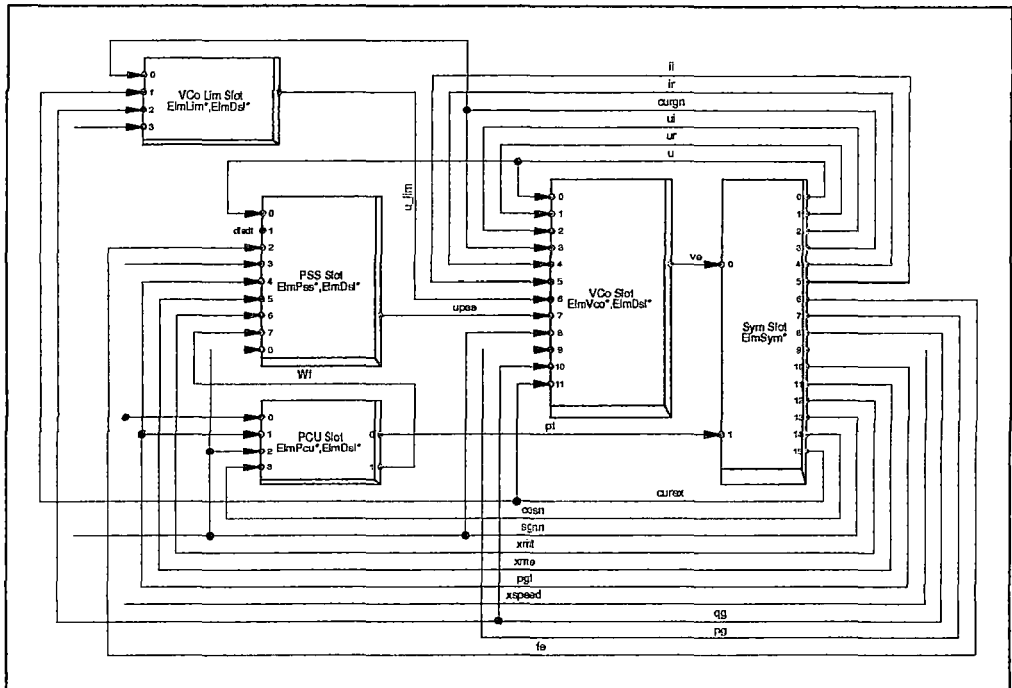 VCo Lim Slot
ElmLim*,ElmDsl*
0
1
2
3
ii
ir
curgn
ui
ur
u
u_lim
PSS Slot
ElmPss*,ElmDsl*
0
dfedt 1
2
3
4
5
6
7
0
upss
Wf
VCo Slot
ElmVco*,ElmDsl*
0
1
2
3
4
5
6
7
8
9
10
11
ve
Sym Slot
ElmSym*
0
1
0
1
2
3
4
5
6
7
8
9
10
11
12
13
14
15
PCU Slot
ElmPcu*,ElmDsl*
0
1
2
3
0
1
pt
curex
cosn
sgnn
xmt
xme
pgt
xspeed
qg
pg
fe